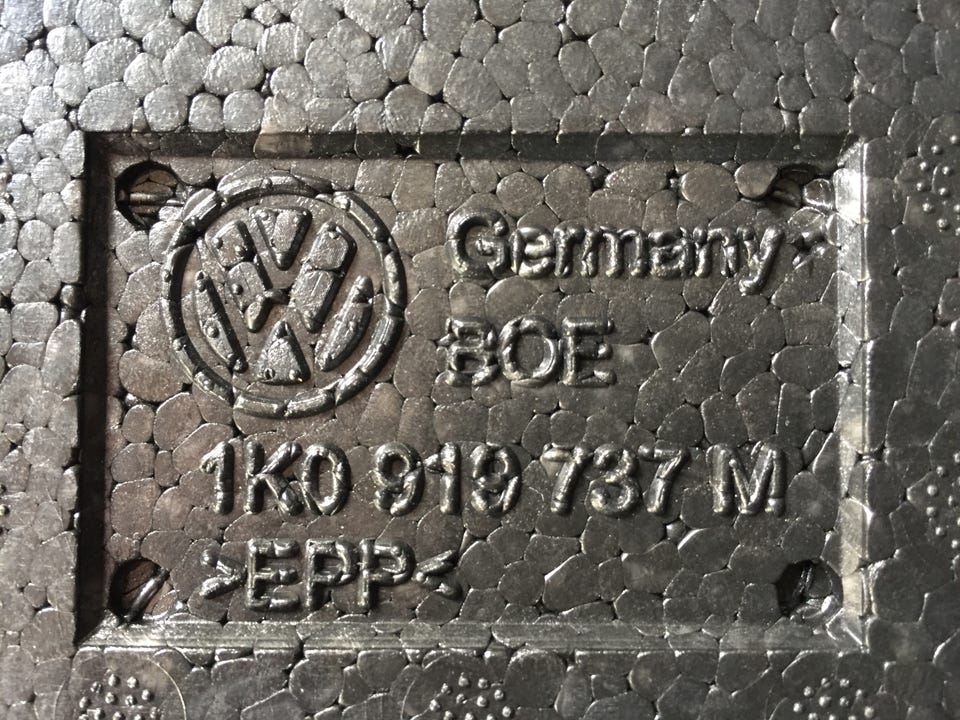 Germany
BOE
1K0 919 737 M
>EPP<